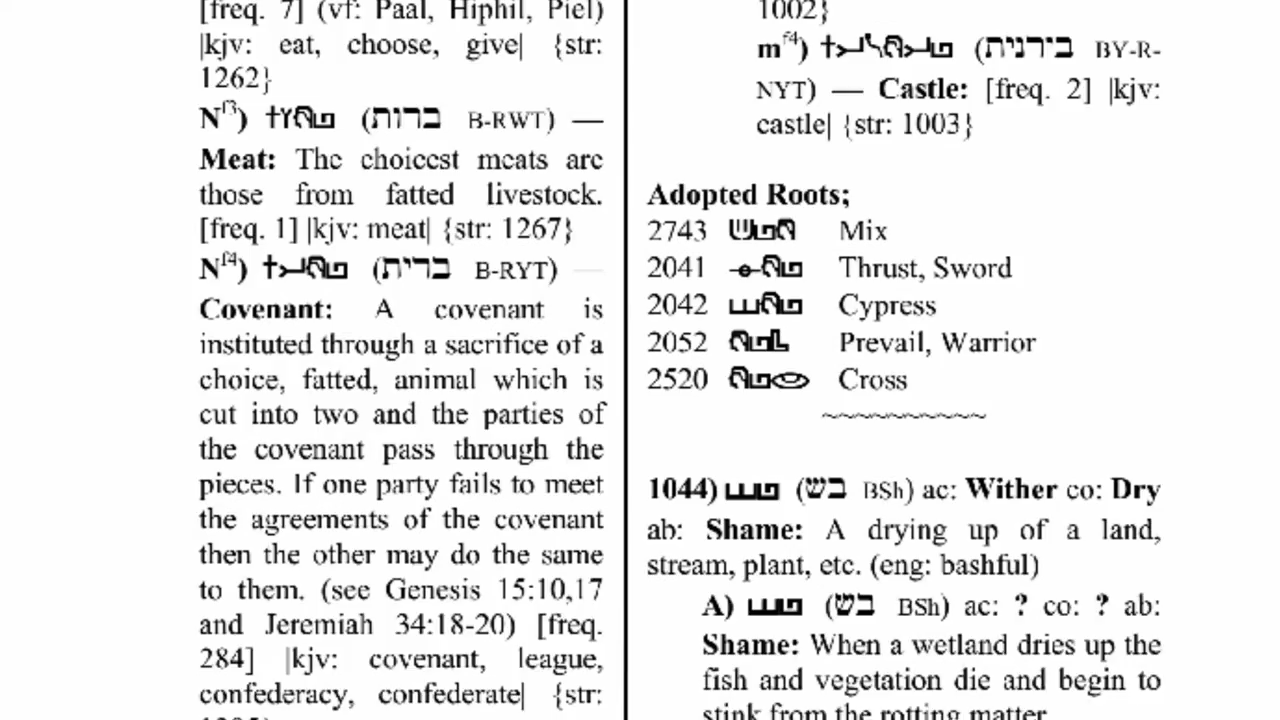 [freq. 7] (vf: Paal, Hiphil, Piel)
|kjv: eat, choose, give| {str:
1262}
N^f3) (ברות B-RWT) —
Meat: The choicest meats are
those from fatted livestock.
[freq. 1] |kjv: meat| {str: 1267}
N^f4) (ברית B-RYT) —
Covenant: A covenant is
instituted through a sacrifice of a
choice, fatted, animal which is
cut into two and the parties of
the covenant pass through the
pieces. If one party fails to meet
the agreements of the covenant
then the other may do the same
to them. (see Genesis 15:10,17
and Jeremiah 34:18-20) [freq.
284] |kjv: covenant, league,
confederacy, confederate| {str:
1002}
m^f4) (בירנית BY-R-
NYT) — Castle: [freq. 2] |kjv:
castle| {str: 1003}
Adopted Roots;
2743 Mix
2041 Thrust, Sword
2042 Cypress
2052 Prevail, Warrior
2520 Cross
~~~~~~~~~~
1044) (בש BSh) ac: Wither co: Dry
ab: Shame: A drying up of a land,
stream, plant, etc. (eng: bashful)
A) (בש BSh) ac: ? co: ? ab:
Shame: When a wetland dries up the
fish and vegetation die and begin to
stink from the rotting matter